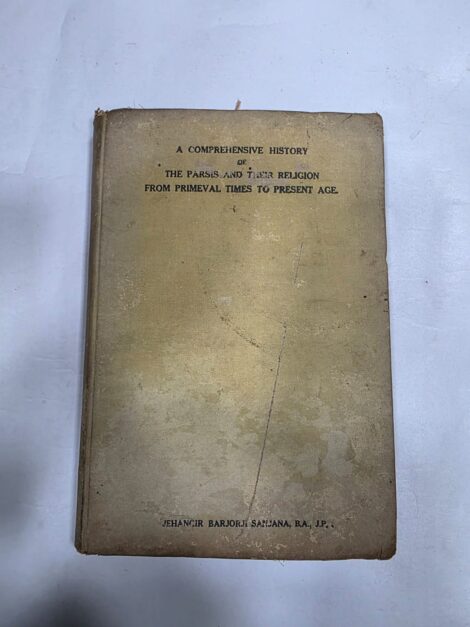 A COMPREHENSIVE HISTORY
OF
THE PARSIS AND THEIR RELIGION
FROM PRIMEVAL TIMES TO PRESENT AGE.
JEHANGIR BARJORJI SANJANA, B.A., J.P.,